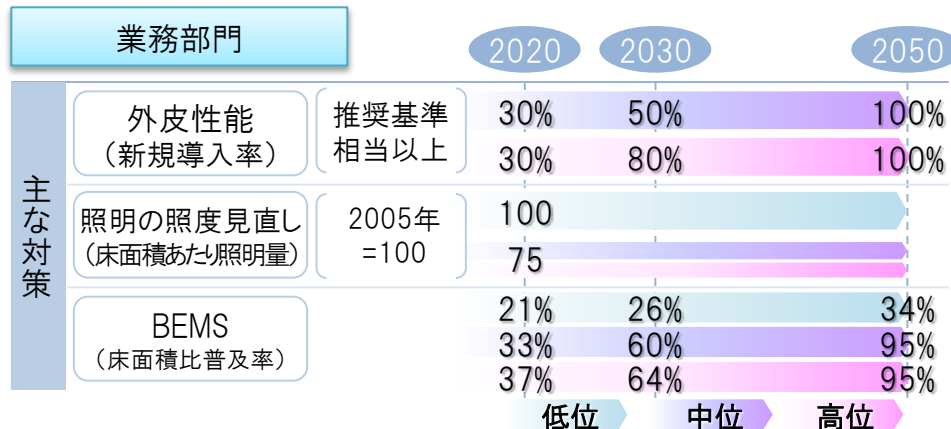 業務部門
2020 2030 2050
主な対策
外皮性能
（新規導入率）
推奨基準
相当以上
30% 50% 100%
30% 80% 100%
照明の照度見直し
（床面積あたり照明量）
2005年
=100
100
75
BEMS
（床面積比普及率）
21% 26% 34%
33% 60% 95%
37% 64% 95%
低位 中位 高位